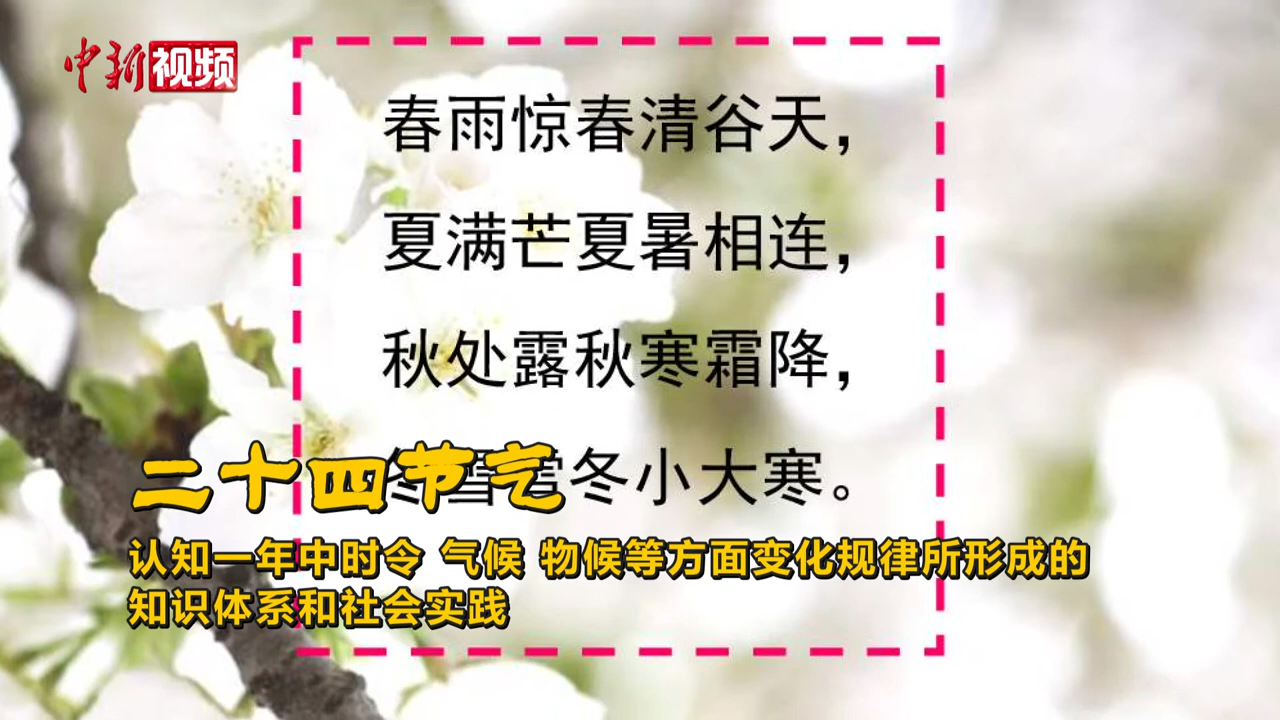 中新视频
春雨惊春清谷天，
夏满芒夏暑相连，
秋处露秋寒霜降，
冬雪雪冬小大寒。
二十四节气
认知一年中时令 气候 物候等方面变化规律所形成的
知识体系和社会实践